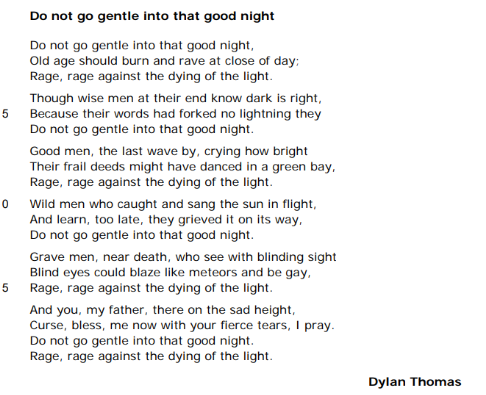 Do not go gentle into that good night
Do not go gentle into that good night,
Old age should burn and rave at close of day;
Rage, rage against the dying of the light.
Though wise men at their end know dark is right,
5 Because their words had forked no lightning they
Do not go gentle into that good night.
Good men, the last wave by, crying how bright
Their frail deeds might have danced in a green bay,
Rage, rage against the dying of the light.
0 Wild men who caught and sang the sun in flight,
And learn, too late, they grieved it on its way,
Do not go gentle into that good night.
Grave men, near death, who see with blinding sight
Blind eyes could blaze like meteors and be gay,
5 Rage, rage against the dying of the light.
And you, my father, there on the sad height,
Curse, bless, me now with your fierce tears, I pray.
Do not go gentle into that good night.
Rage, rage against the dying of the light.
Dylan Thomas